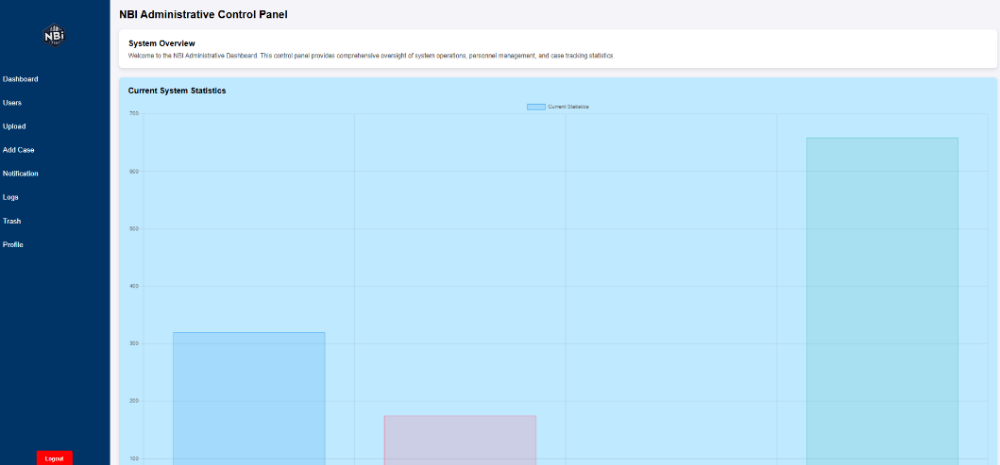 NBI
Dashboard
Users
Upload
Add Case
Notification
Logs
Trash
Profile
Logout
NBI Administrative Control Panel
System Overview
Welcome to the NBI Administrative Dashboard. This control panel provides comprehensive oversight of system operations, personnel management, and case tracking statistics.
Current System Statistics
Current Statistics
700
600
500
400
300
200
100